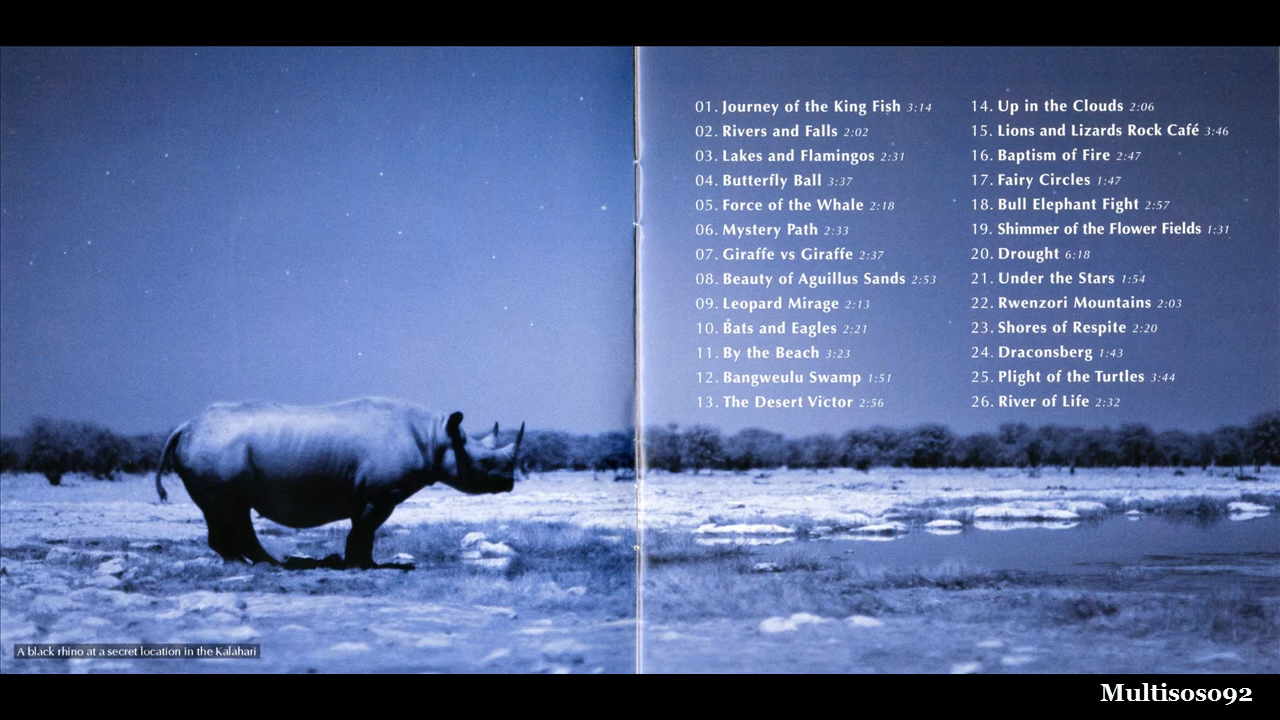 01. Journey of the King Fish 3:14
02. Rivers and Falls 2:02
03. Lakes and Flamingos 2:31
04. Butterfly Ball 3:37
05. Force of the Whale 2:18
06. Mystery Path 2:33
07. Giraffe vs Giraffe 2:37
08. Beauty of Aguillus Sands 2:53
09. Leopard Mirage 2:13
10. Bats and Eagles 2:21
11. By the Beach 3:23
12. Bangweulu Swamp 1:51
13. The Desert Victor 2:56
14. Up in the Clouds 2:06
15. Lions and Lizards Rock Café 3:46
16. Baptism of Fire 2:47
17. Fairy Circles 1:47
18. Bull Elephant Fight 2:57
19. Shimmer of the Flower Fields 1:31
20. Drought 6:18
21. Under the Stars 1:54
22. Rwenzori Mountains 2:03
23. Shores of Respite 2:20
24. Draconsberg 1:43
25. Plight of the Turtles 3:44
26. River of Life 2:32
A black rhino at a secret location in the Kalahari
Multisoso92